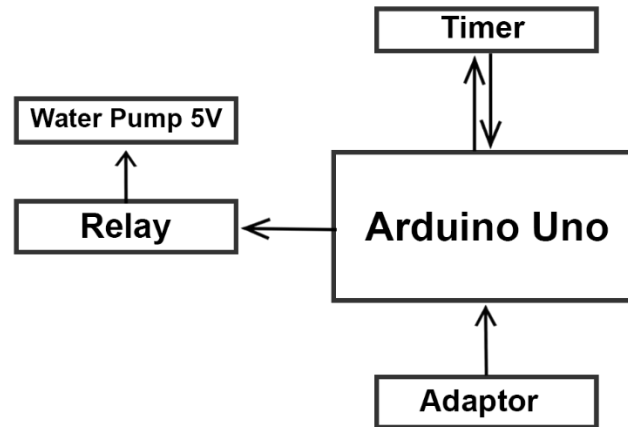 Timer
Water Pump 5V
Relay
Arduino Uno
Adaptor